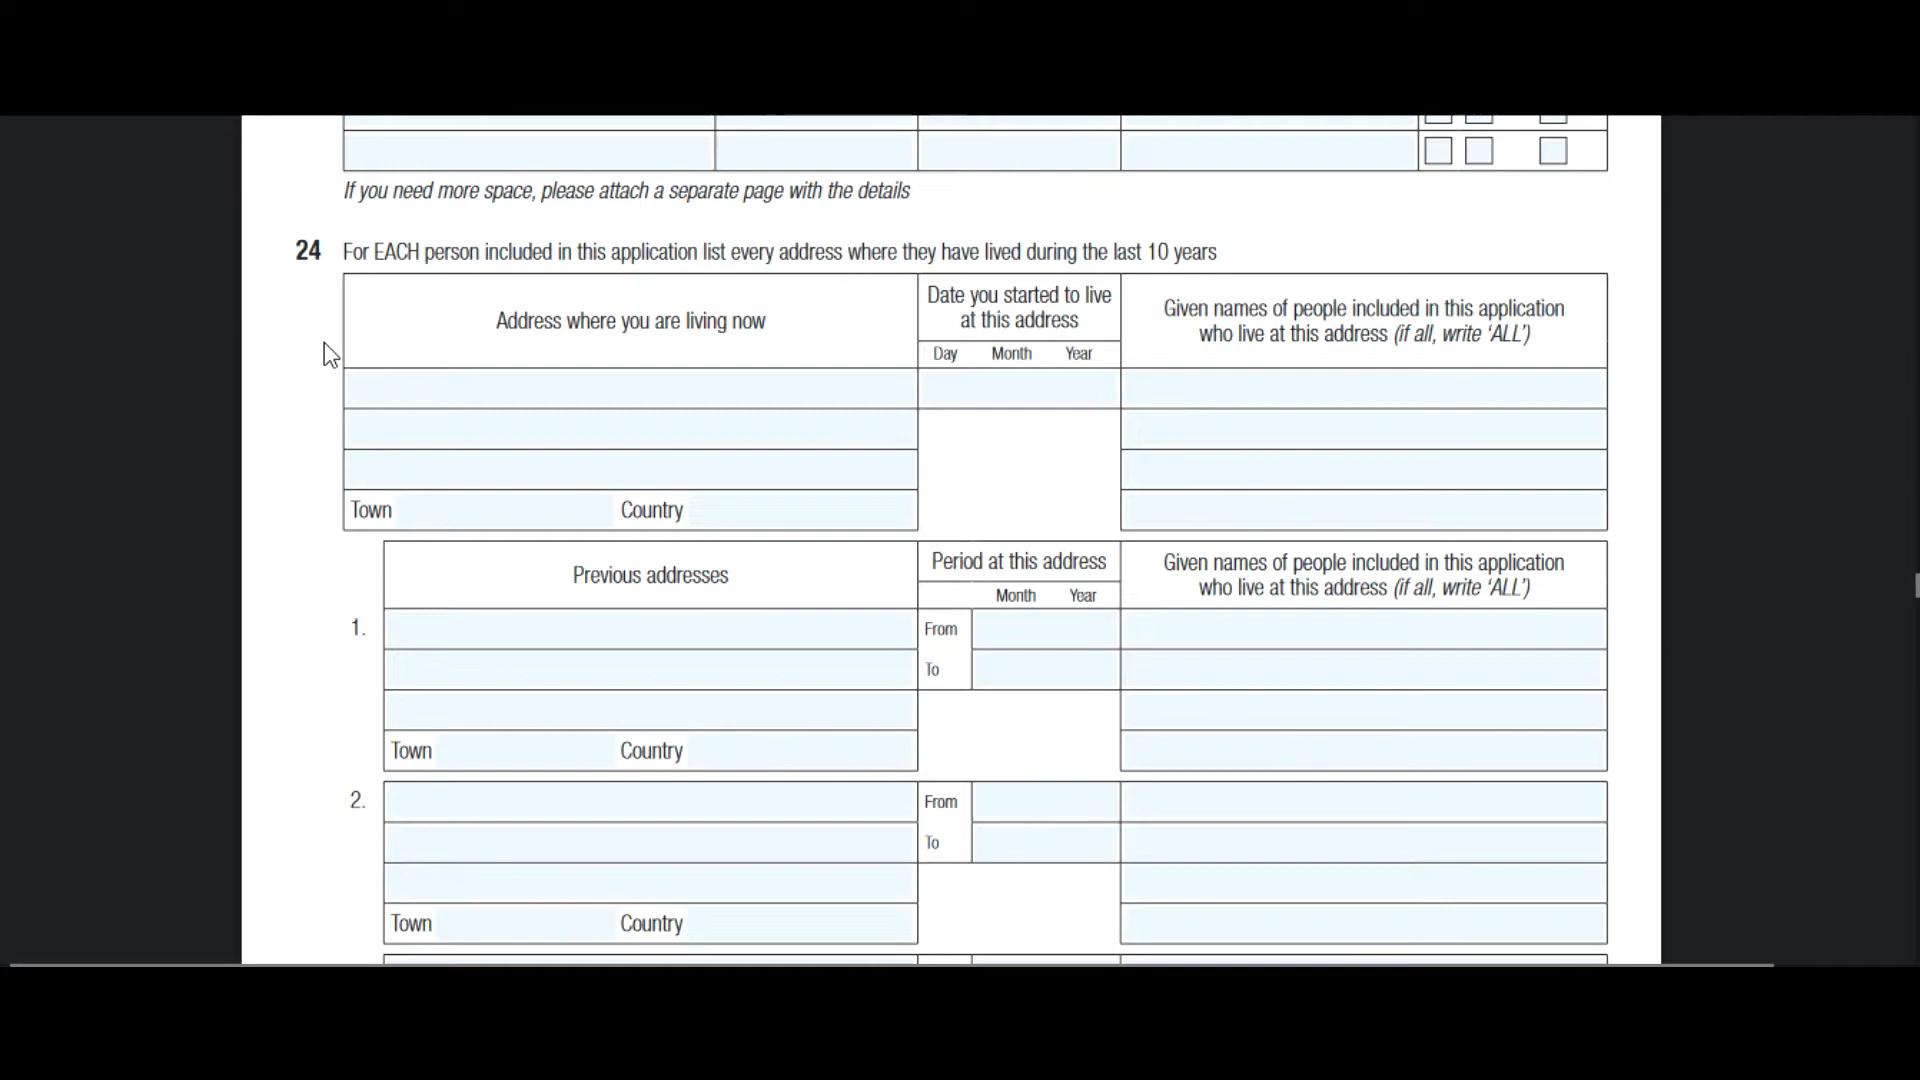 If you need more space, please attach a separate page with the details
24 For EACH person included in this application list every address where they have lived during the last 10 years
Address where you are living now
Date you started to live
at this address
Day Month Year
Given names of people included in this application
who live at this address (if all, write ‘ALL’)
Town Country
Previous addresses
Period at this address
Month Year
Given names of people included in this application
who live at this address (if all, write ‘ALL’)
1.
From
To
Town Country
2.
From
To
Town Country